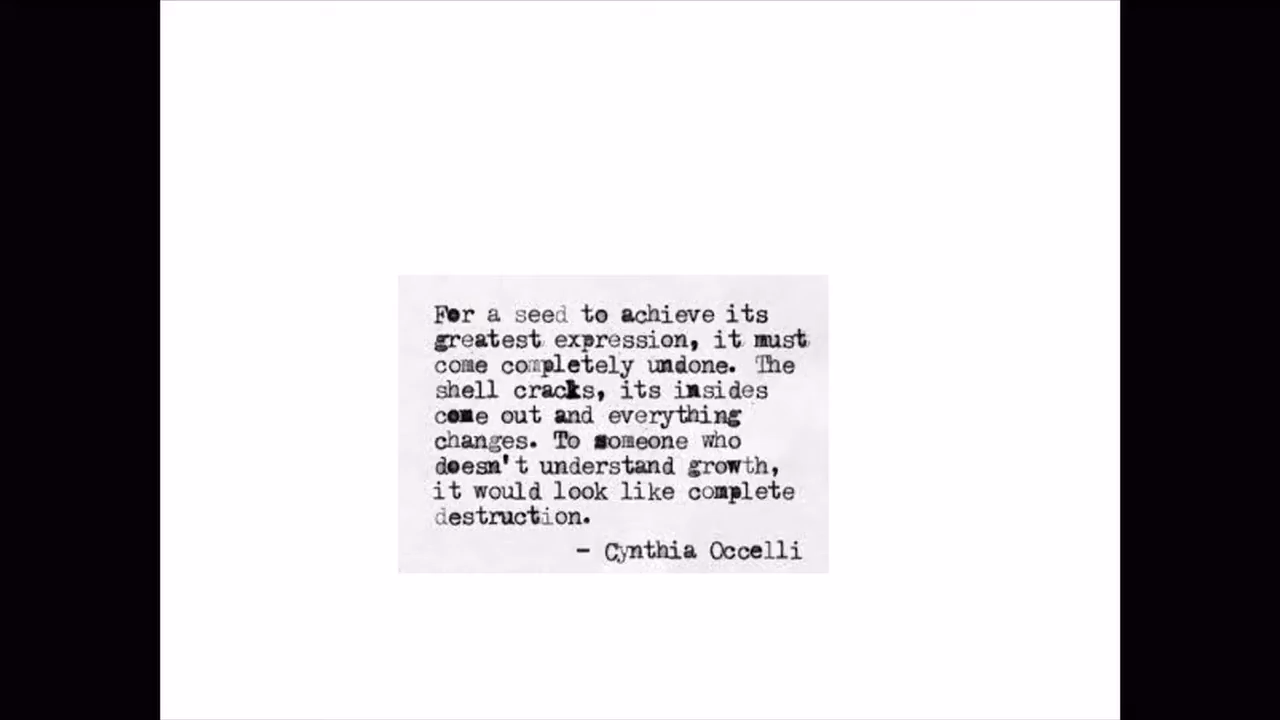 For a seed to achieve its
greatest expression, it must
come completely undone. The
shell cracks, its insides
come out and everything
changes. To someone who
doesn't understand growth,
it would look like complete
destruction.
- Cynthia Occelli